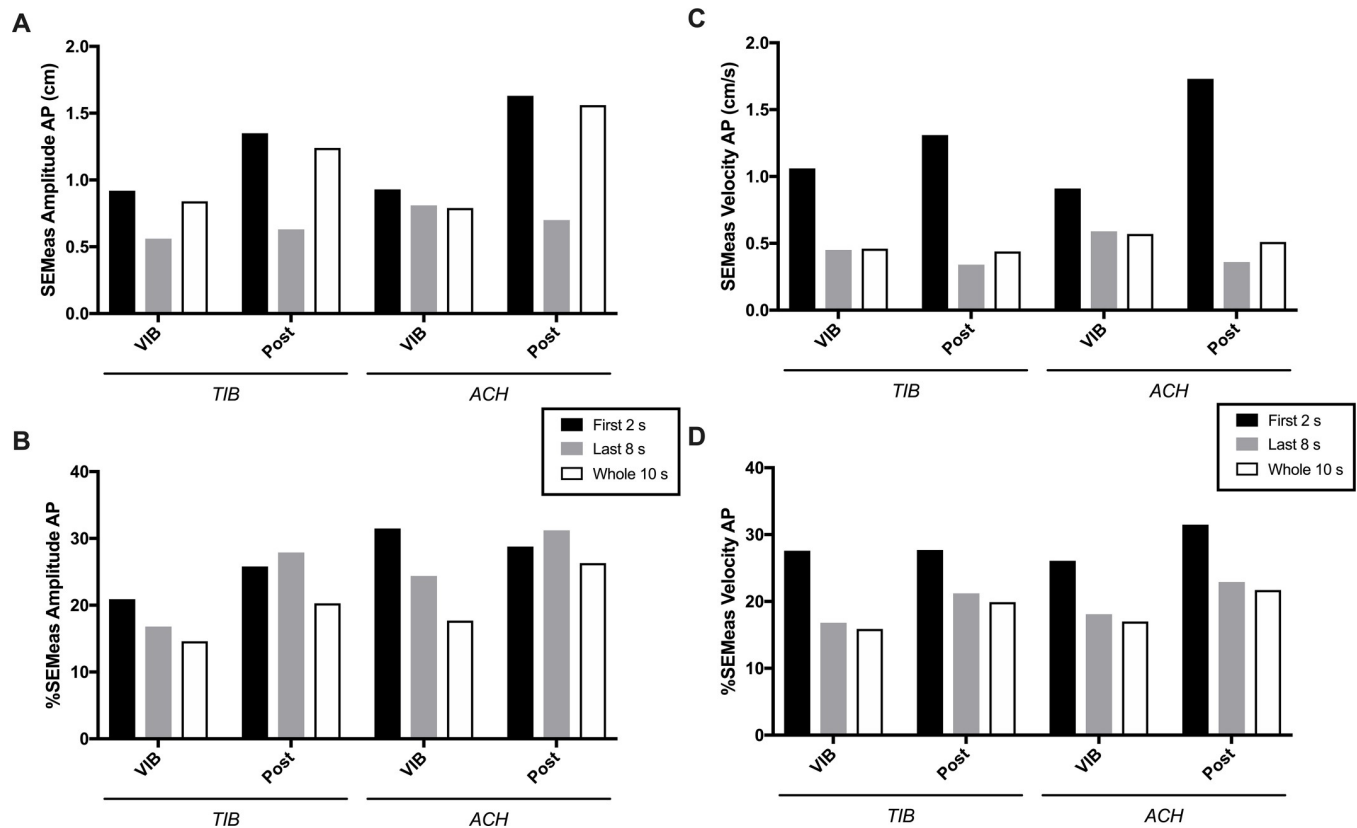 A
SEMeas Amplitude AP (cm)
2.0
1.5
1.0
0.5
0.0
VIB
Post
VIB
Post
TIB
ACH
C
SEMeas Velocity AP (cm/s)
2.0
1.5
1.0
0.5
0.0
VIB
Post
VIB
Post
TIB
ACH
B
%SEMeas Amplitude AP
40
30
20
10
0
First 2 s
Last 8 s
Whole 10 s
VIB
Post
VIB
Post
TIB
ACH
D
%SEMeas Velocity AP
40
30
20
10
0
First 2 s
Last 8 s
Whole 10 s
VIB
Post
VIB
Post
TIB
ACH